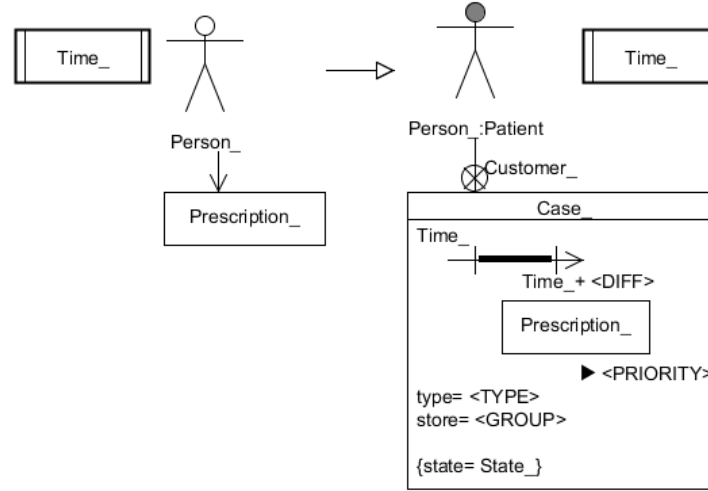 Time_
Person_
Prescription_
Person_:Patient
Time_
Customer_
Case_
Time_
Time_+ <DIFF>
Prescription_
<PRIORITY>
type= <TYPE>
store= <GROUP>
{state= State_}